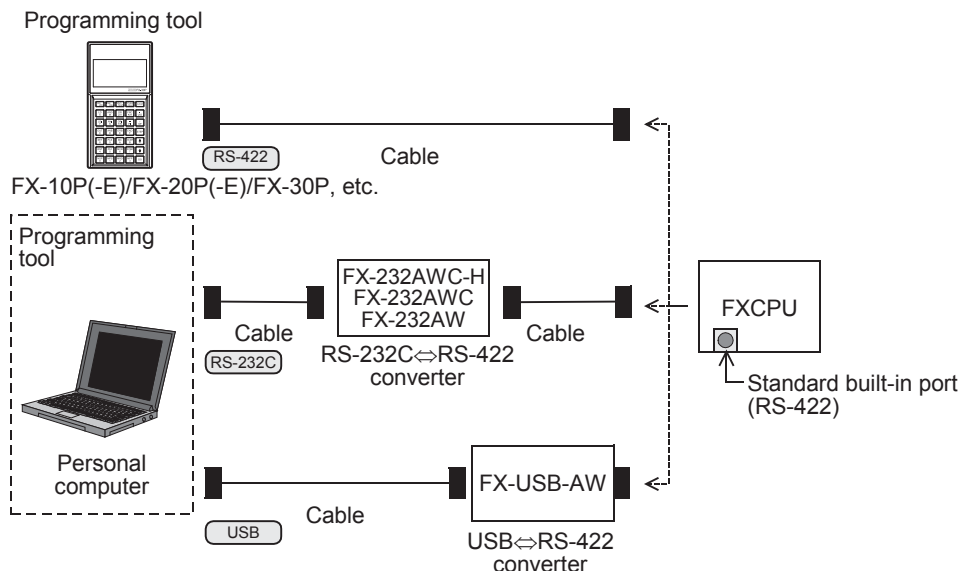 Programming tool
RS-422
Cable
FX-10P(-E)/FX-20P(-E)/FX-30P, etc.
Programming
tool
FX-232AWC-H
FX-232AWC
FX-232AW
FXCPU
Cable
Cable
RS-232C
RS-232C⇔RS-422
converter
Standard built-in port
(RS-422)
Personal
computer
FX-USB-AW
Cable
USB
USB⇔RS-422
converter